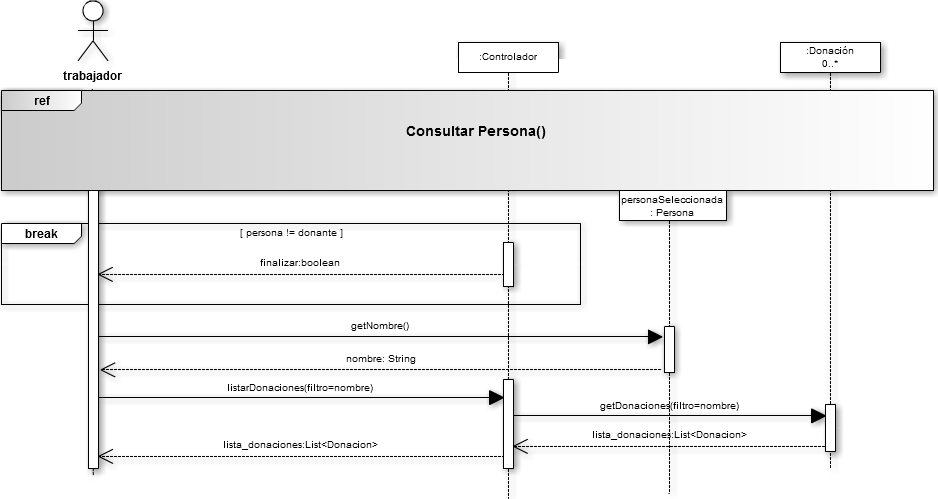 trabajador
:Controlador
:Donación
0..*
ref
Consultar Persona()
personaSeleccionada
: Persona
break
[ persona != donante ]
finalizar:boolean
getNombre()
nombre: String
listarDonaciones(filtro=nombre)
getDonaciones(filtro=nombre)
lista_donaciones:List<Donacion>
lista_donaciones:List<Donacion>